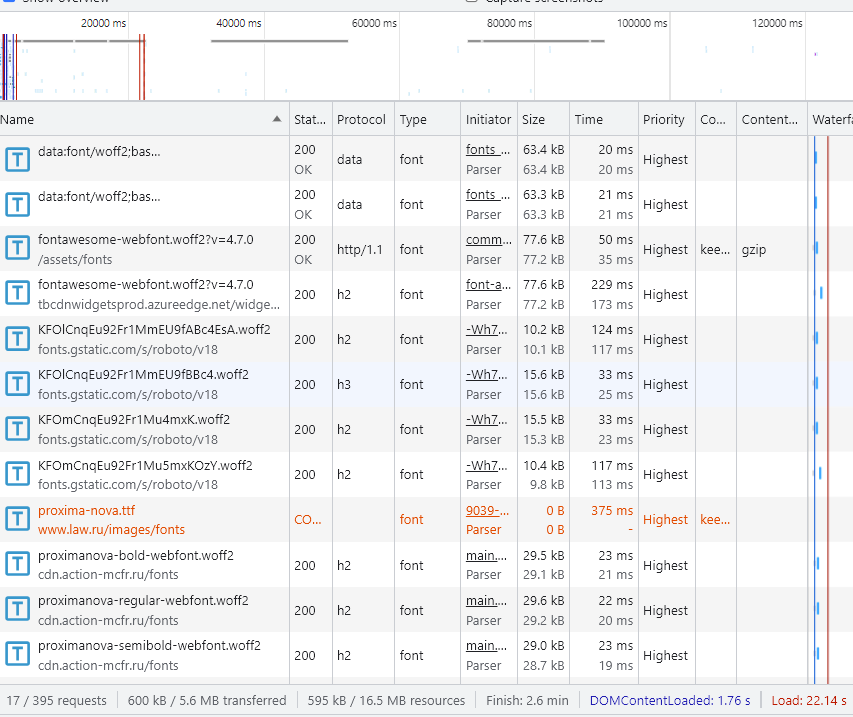 Show overview Capture screenshots
20000 ms 40000 ms 60000 ms 80000 ms 100000 ms 120000 ms
Name Stat... Protocol Type Initiator Size Time Priority Co... Content... Waterfa
data:font/woff2;bas... 200 data font fonts_... 63.4 kB 20 ms Highest
OK Parser 63.4 kB 20 ms
data:font/woff2;bas... 200 data font fonts_... 63.3 kB 21 ms Highest
OK Parser 63.3 kB 21 ms
fontawesome-webfont.woff2?v=4.7.0 200 http/1.1 font comm... 77.6 kB 50 ms Highest kee... gzip
/assets/fonts OK Parser 77.2 kB 35 ms
fontawesome-webfont.woff2?v=4.7.0 200 h2 font font-a... 77.6 kB 229 ms Highest
tbcdnwidgetsprod.azureedge.net/widge... Parser 77.2 kB 173 ms
KFOlCnqEu92Fr1MmEU9fABc4EsA.woff2 200 h2 font -Wh7... 10.2 kB 124 ms Highest
fonts.gstatic.com/s/roboto/v18 Parser 10.1 kB 117 ms
KFOlCnqEu92Fr1MmEU9fBBc4.woff2 200 h3 font -Wh7... 15.6 kB 33 ms Highest
fonts.gstatic.com/s/roboto/v18 Parser 15.6 kB 25 ms
KFOmCnqEu92Fr1Mu4mxK.woff2 200 h2 font -Wh7... 15.5 kB 33 ms Highest
fonts.gstatic.com/s/roboto/v18 Parser 15.3 kB 23 ms
KFOmCnqEu92Fr1Mu5mxKOzY.woff2 200 h2 font -Wh7... 10.4 kB 117 ms Highest
fonts.gstatic.com/s/roboto/v18 Parser 9.8 kB 113 ms
proxima-nova.ttf CO... font 9039-... 0 B 375 ms Highest kee...
www.law.ru/images/fonts Parser 0 B -
proximanova-bold-webfont.woff2 200 h2 font main.... 29.5 kB 23 ms Highest
cdn.action-mcfr.ru/fonts Parser 29.1 kB 21 ms
proximanova-regular-webfont.woff2 200 h2 font main.... 29.6 kB 22 ms Highest
cdn.action-mcfr.ru/fonts Parser 29.2 kB 20 ms
proximanova-semibold-webfont.woff2 200 h2 font main.... 29.0 kB 23 ms Highest
cdn.action-mcfr.ru/fonts Parser 28.7 kB 19 ms
17 / 395 requests 600 kB / 5.6 MB transferred 595 kB / 16.5 MB resources Finish: 2.6 min DOMContentLoaded: 1.76 s Load: 22.14 s